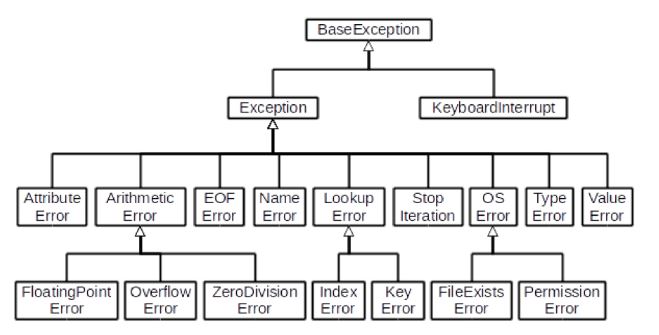 BaseException
Exception
KeyboardInterrupt
Attribute
Error
Arithmetic
Error
EOF
Error
Name
Error
Lookup
Error
Stop
Iteration
OS
Error
Type
Error
Value
Error
FloatingPoint
Error
Overflow
Error
ZeroDivision
Error
Index
Error
Key
Error
FileExists
Error
Permission
Error